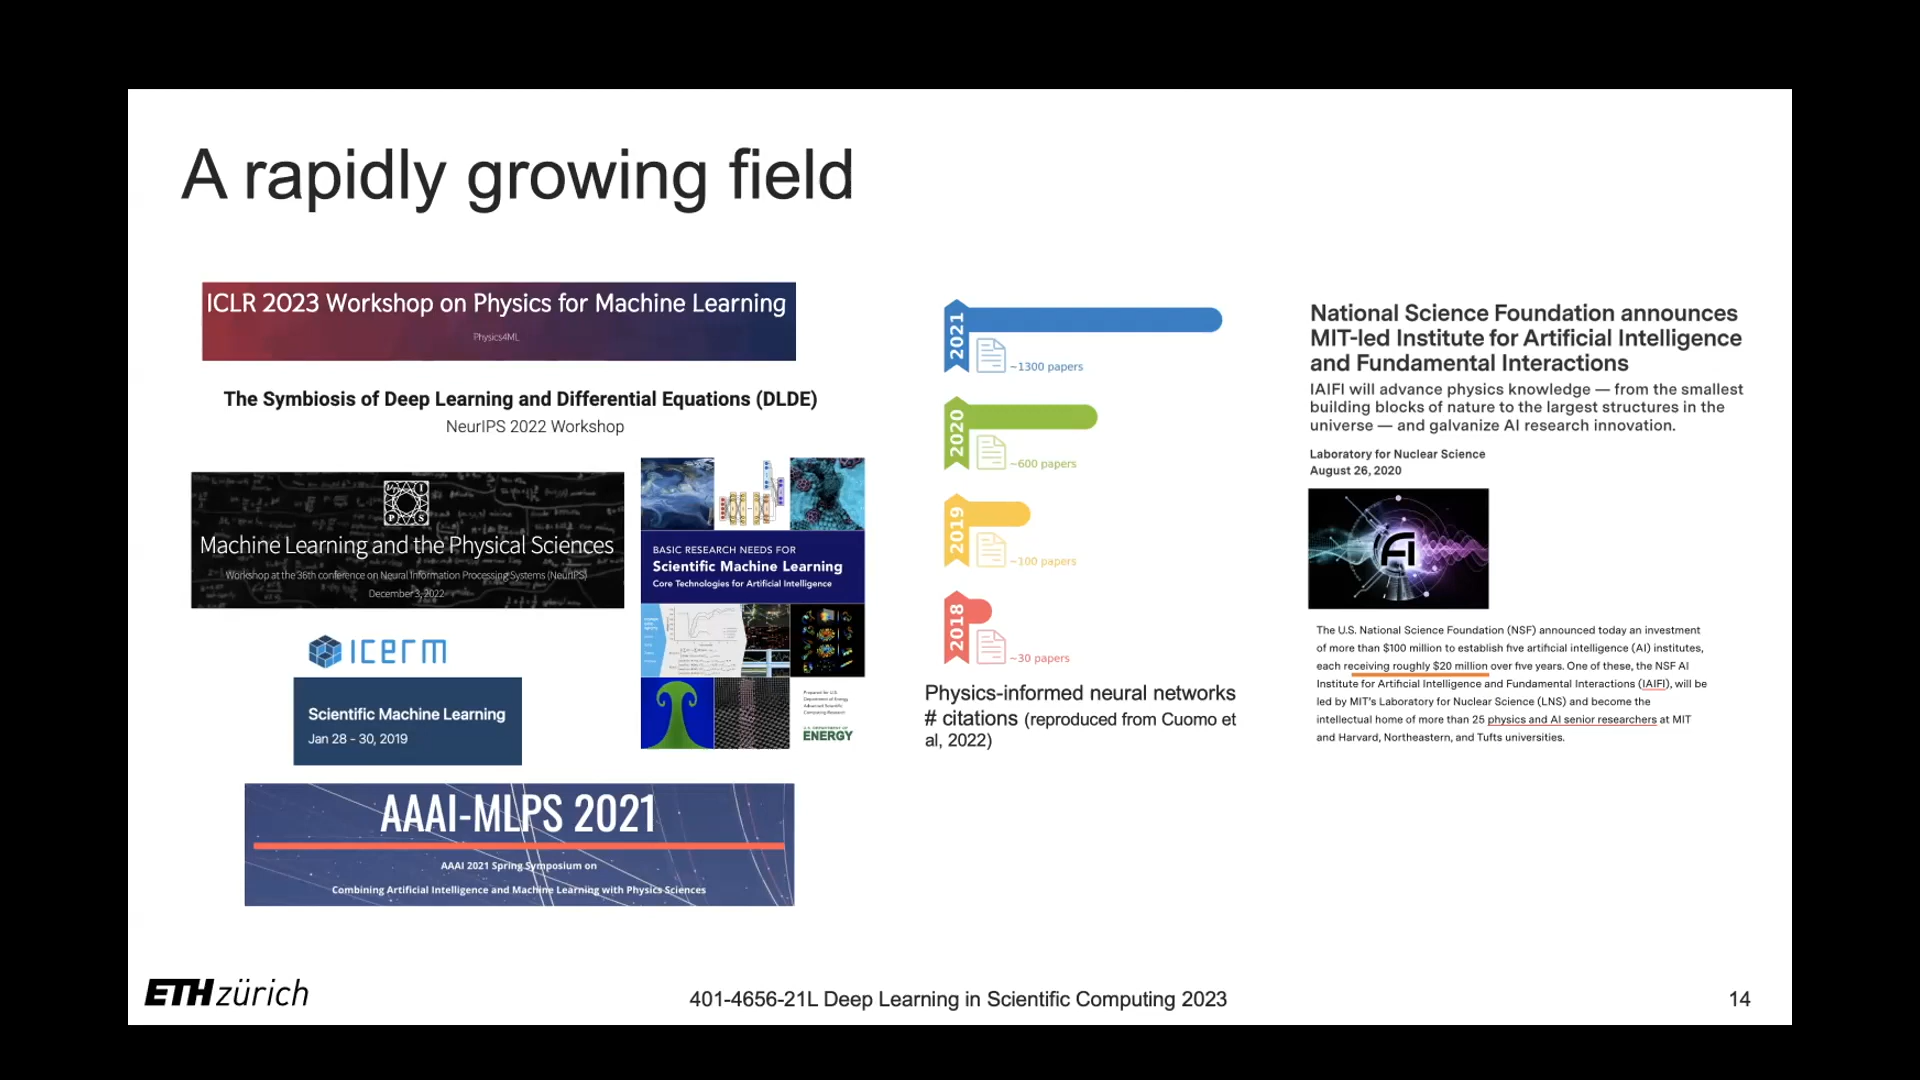 A rapidly growing field
ICLR 2023 Workshop on Physics for Machine Learning
Physics4ML
The Symbiosis of Deep Learning and Differential Equations (DLDE)
NeurIPS 2022 Workshop
Machine Learning and the Physical Sciences
Workshop at the 36th conference on Neural Information Processing Systems (NeurIPS)
December 3, 2022
BASIC RESEARCH NEEDS FOR
Scientific Machine Learning
Core Technologies for Artificial Intelligence
Prepared for U.S.
Department of Energy
Advanced Scientific
Computing Research
U.S. DEPARTMENT OF
ENERGY
ICERM
Scientific Machine Learning
Jan 28 - 30, 2019
AAAI-MLPS 2021
AAAI 2021 Spring Symposium on
Combining Artificial Intelligence and Machine Learning with Physics Sciences
2021
~1300 papers
2020
~600 papers
2019
~100 papers
2018
~30 papers
Physics-informed neural networks
# citations (reproduced from Cuomo et
al, 2022)
National Science Foundation announces
MIT-led Institute for Artificial Intelligence
and Fundamental Interactions
IAIFI will advance physics knowledge — from the smallest
building blocks of nature to the largest structures in the
universe — and galvanize AI research innovation.
Laboratory for Nuclear Science
August 26, 2020
The U.S. National Science Foundation (NSF) announced today an investment
of more than $100 million to establish five artificial intelligence (AI) institutes,
each receiving roughly $20 million over five years. One of these, the NSF AI
Institute for Artificial Intelligence and Fundamental Interactions (IAIFI), will be
led by MIT's Laboratory for Nuclear Science (LNS) and become the
intellectual home of more than 25 physics and AI senior researchers at MIT
and Harvard, Northeastern, and Tufts universities.
ETH zürich
401-4656-21L Deep Learning in Scientific Computing 2023
14